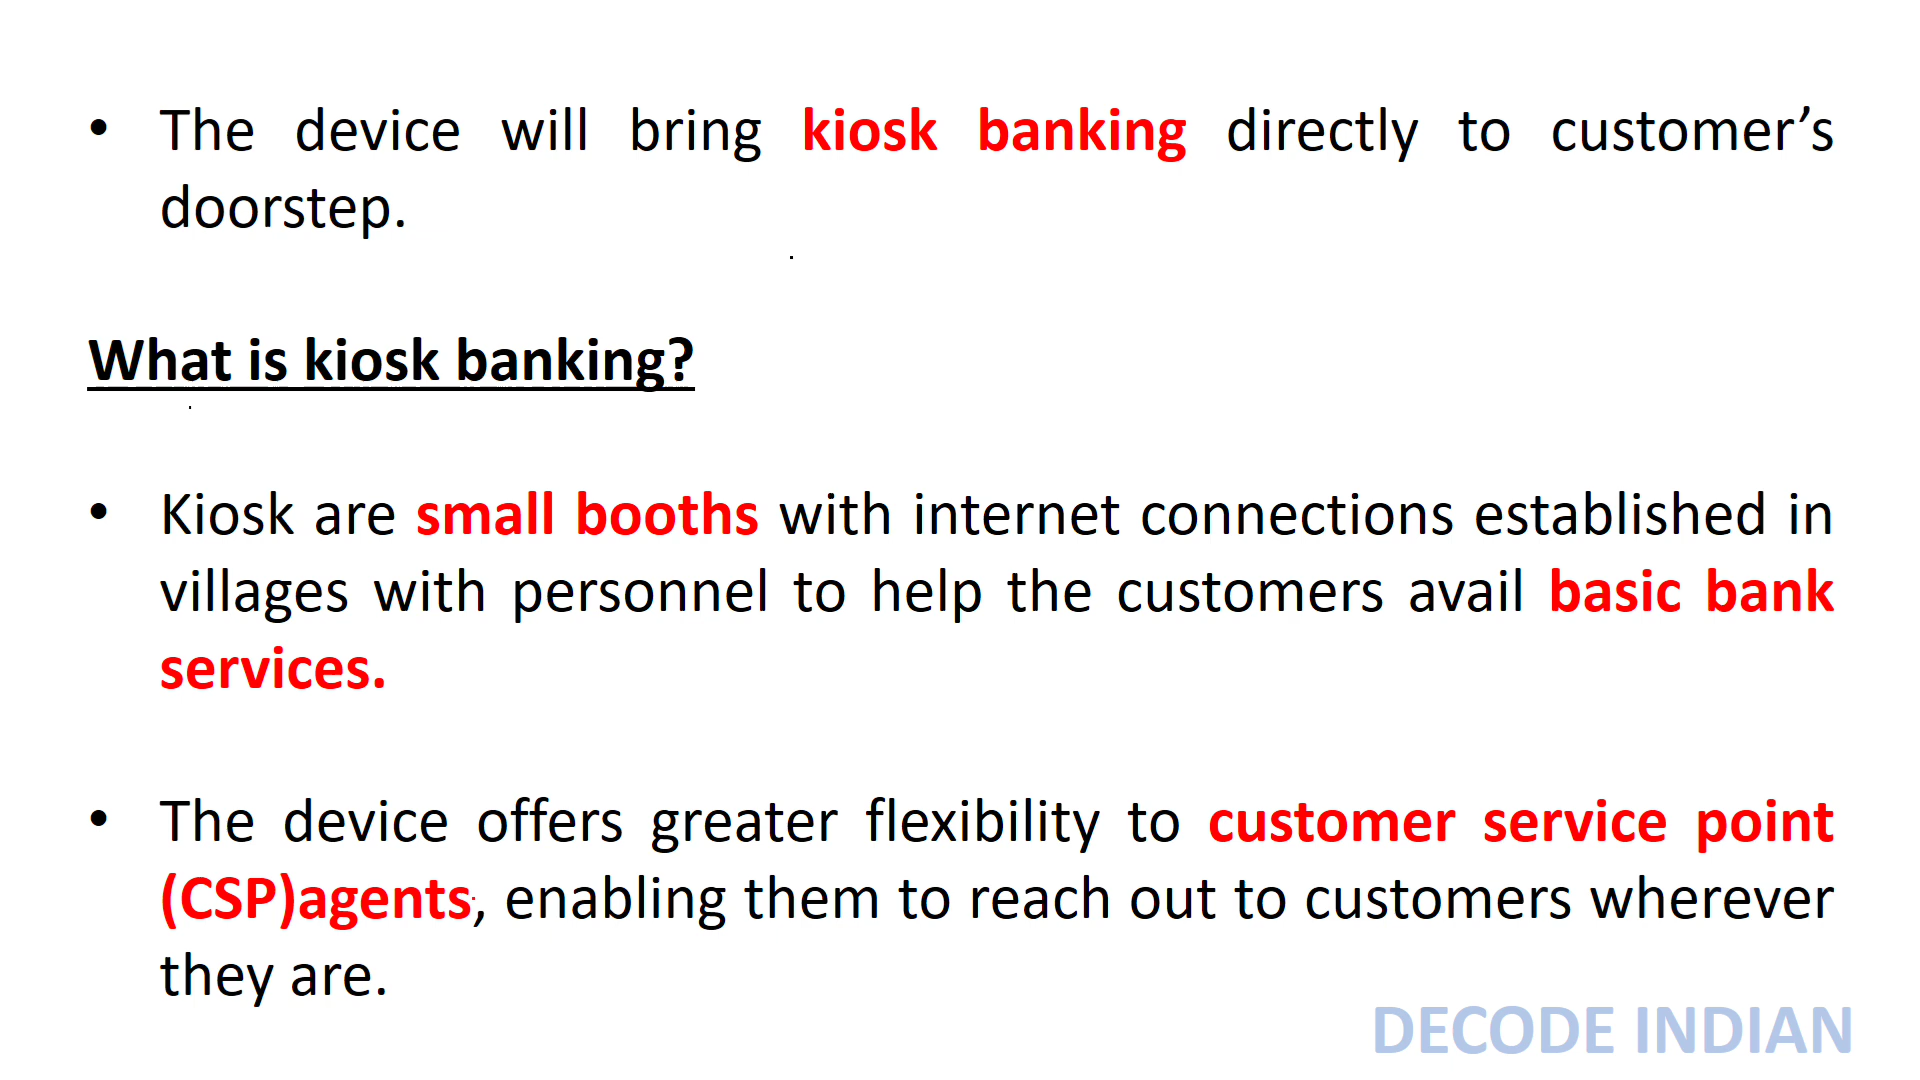 • The device will bring kiosk banking directly to customer’s
doorstep.
What is kiosk banking?
• Kiosk are small booths with internet connections established in
villages with personnel to help the customers avail basic bank
services.
• The device offers greater flexibility to customer service point
(CSP)agents, enabling them to reach out to customers wherever
they are.
DECODE INDIAN